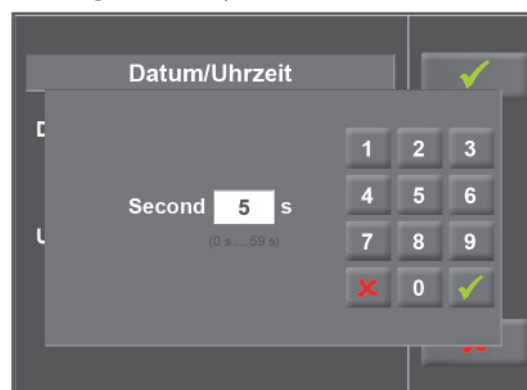 Datum/Uhrzeit
D
1 2 3
Second 5 s
4 5 6
(0 s ... 59 s)
U
7 8 9
0